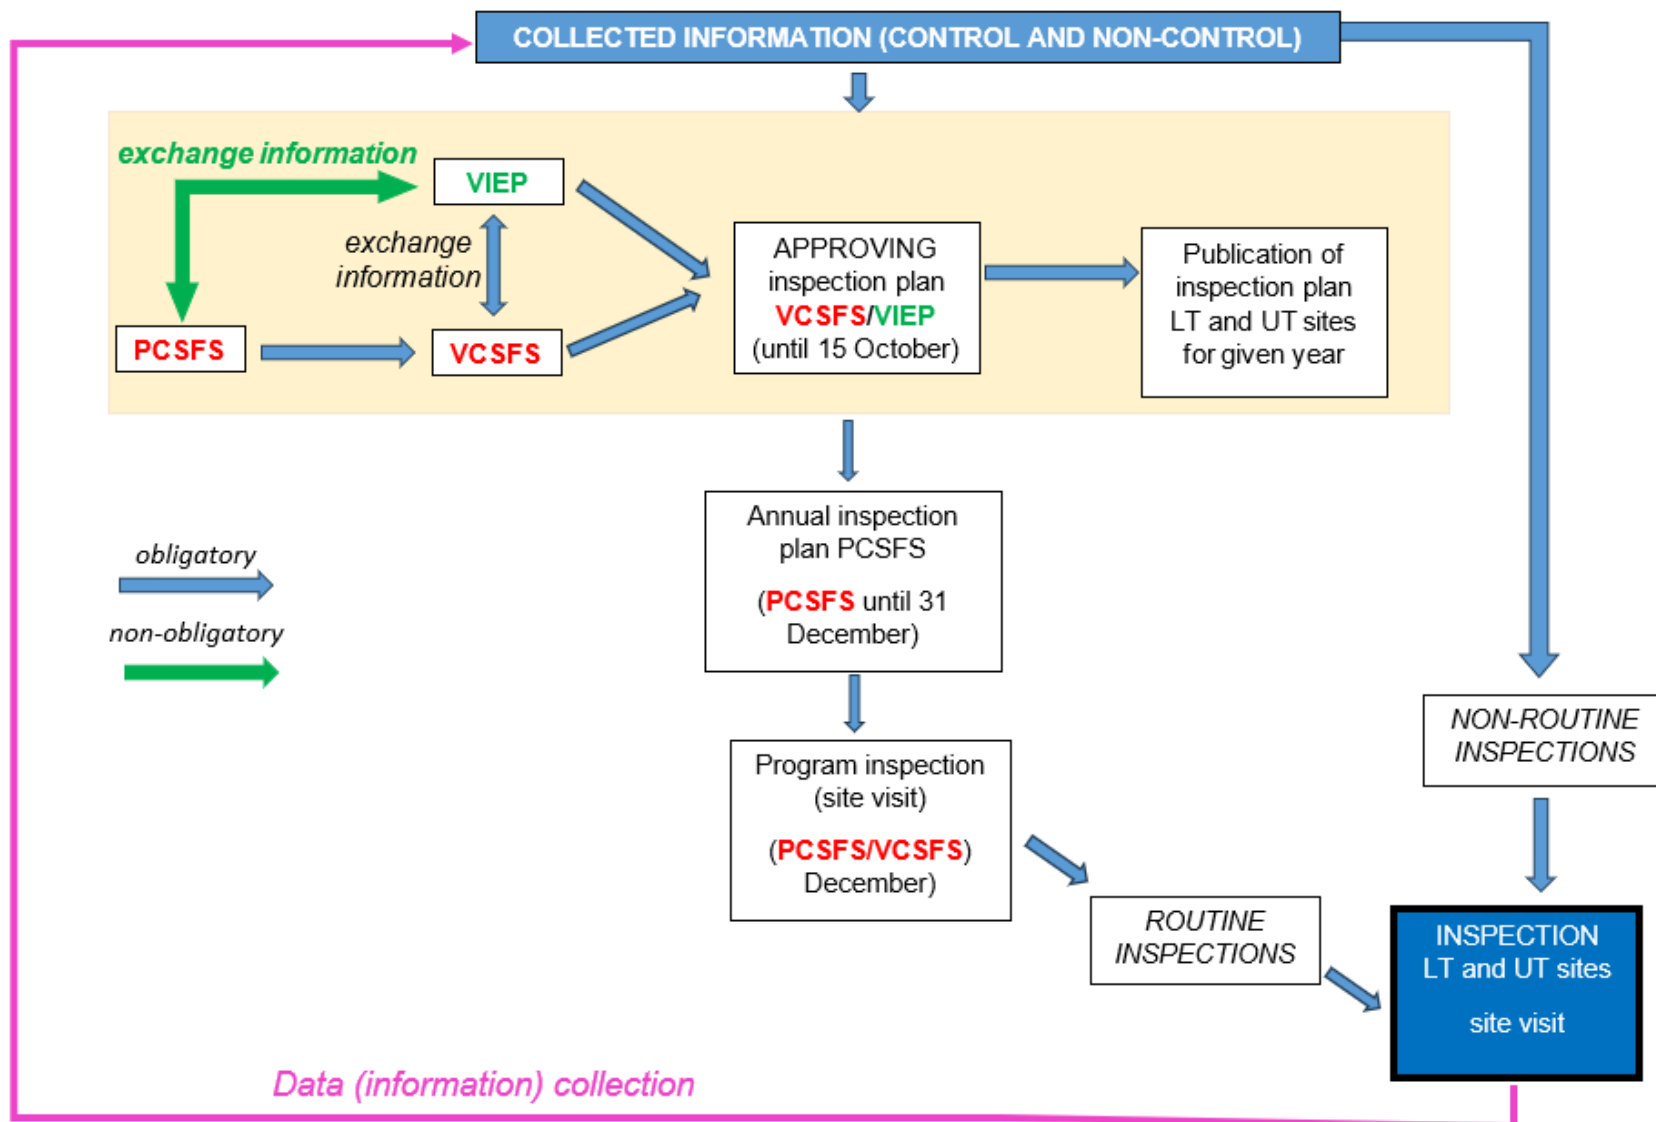 COLLECTED INFORMATION (CONTROL AND NON-CONTROL)
exchange information
VIEP
exchange
information
PCSFS
VCSFS
APPROVING
inspection plan
VCSFS/VIEP
(until 15 October)
Publication of
inspection plan
LT and UT sites
for given year
Annual inspection
plan PCSFS
(PCSFS until 31
December)
obligatory
non-obligatory
Program inspection
(site visit)
(PCSFS/VCSFS)
December)
NON-ROUTINE
INSPECTIONS
ROUTINE
INSPECTIONS
INSPECTION
LT and UT sites
site visit
Data (information) collection